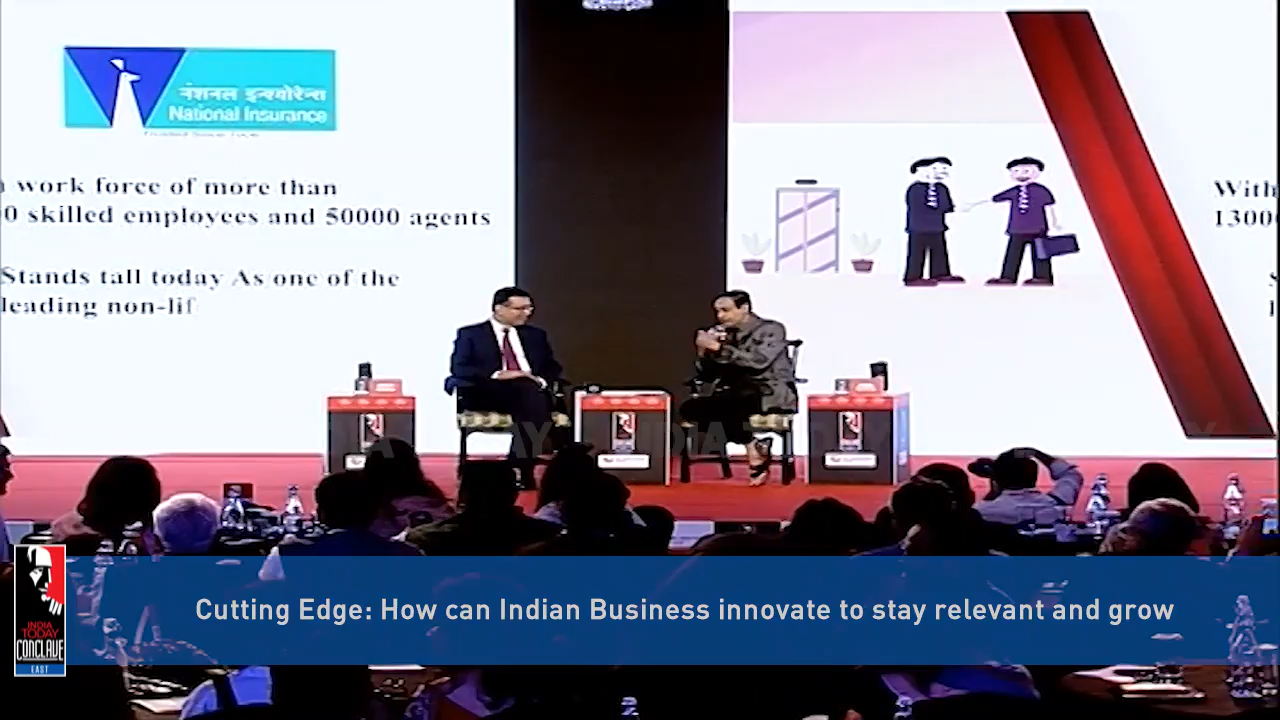 नेशनल इन्श्योरेन्स
National Insurance
work force of more than
0 skilled employees and 50000 agents
Stands tall today As one of the
leading non-lif
With
1300
INDIA TODAY
INDIA
TODAY
CONCLAVE
EAST
Cutting Edge: How can Indian Business innovate to stay relevant and grow